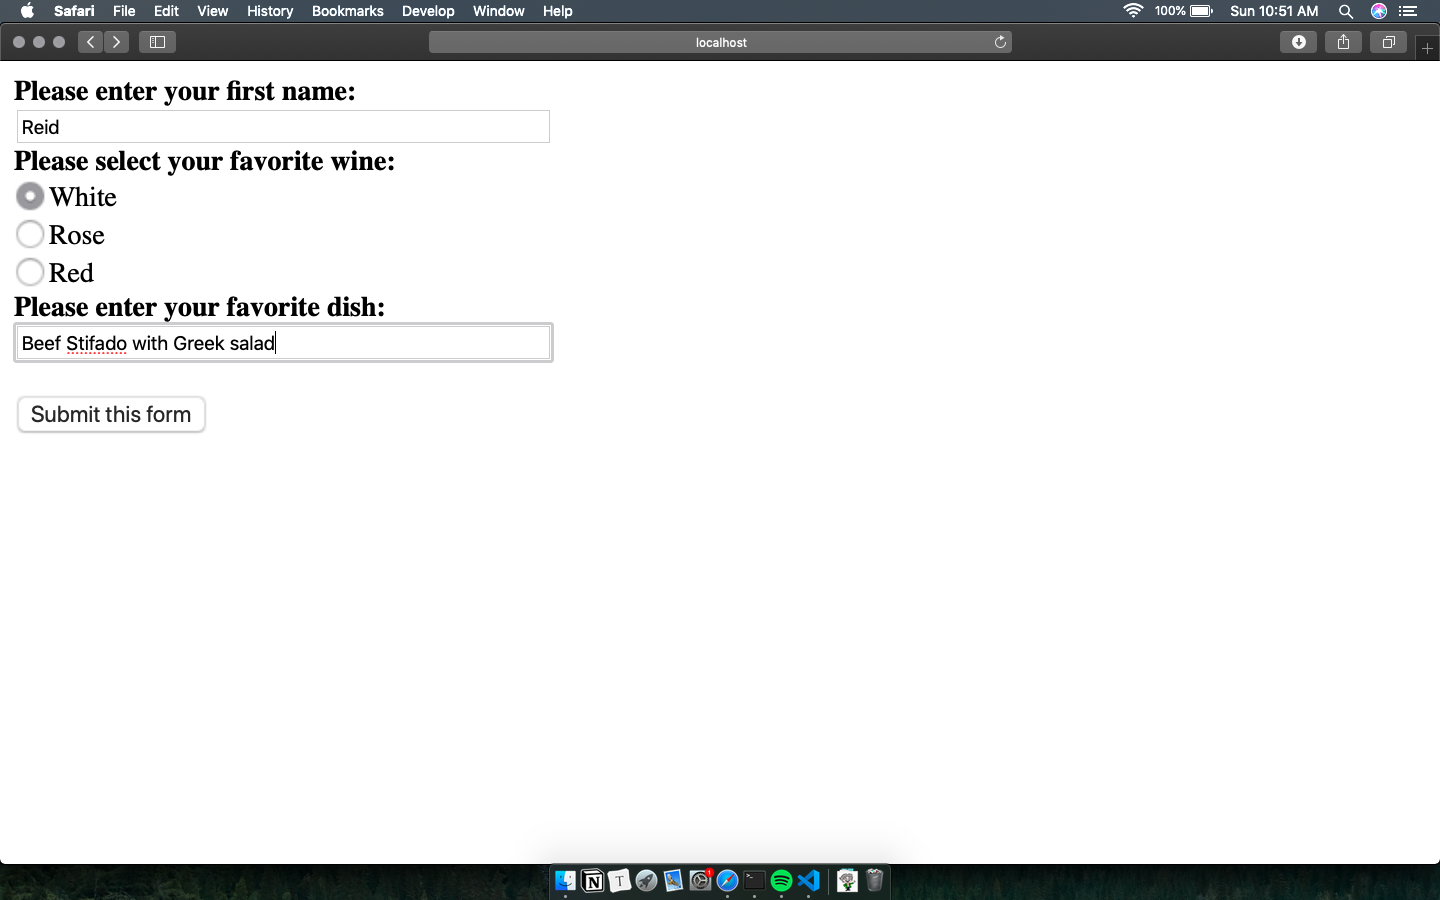 Safari File Edit View History Bookmarks Develop Window Help 100% Sun 10:51 AM
localhost
Please enter your first name:
Reid
Please select your favorite wine:
White
Rose
Red
Please enter your favorite dish:
Beef Stifado with Greek salad
Submit this form
N T 1